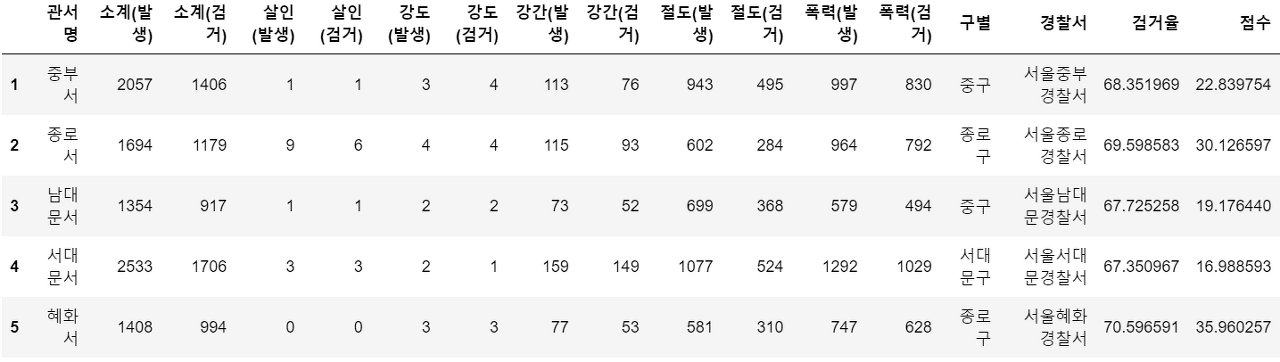 관서명 소계(발생) 소계(검거) 살인(발생) 살인(검거) 강도(발생) 강도(검거) 강간(발생) 강간(검거) 절도(발생) 절도(검거) 폭력(발생) 폭력(검거) 구별 경찰서 검거율 점수
1 중부서 2057 1406 1 1 3 4 113 76 943 495 997 830 중구 서울중부경찰서 68.351969 22.839754
2 종로서 1694 1179 9 6 4 4 115 93 602 284 964 792 종로구 서울종로경찰서 69.598583 30.126597
3 남대문서 1354 917 1 1 2 2 73 52 699 368 579 494 중구 서울남대문경찰서 67.725258 19.176440
4 서대문서 2533 1706 3 3 2 1 159 149 1077 524 1292 1029 서대문구 서울서대문경찰서 67.350967 16.988593
5 혜화서 1408 994 0 0 3 3 77 53 581 310 747 628 종로구 서울혜화경찰서 70.596591 35.960257